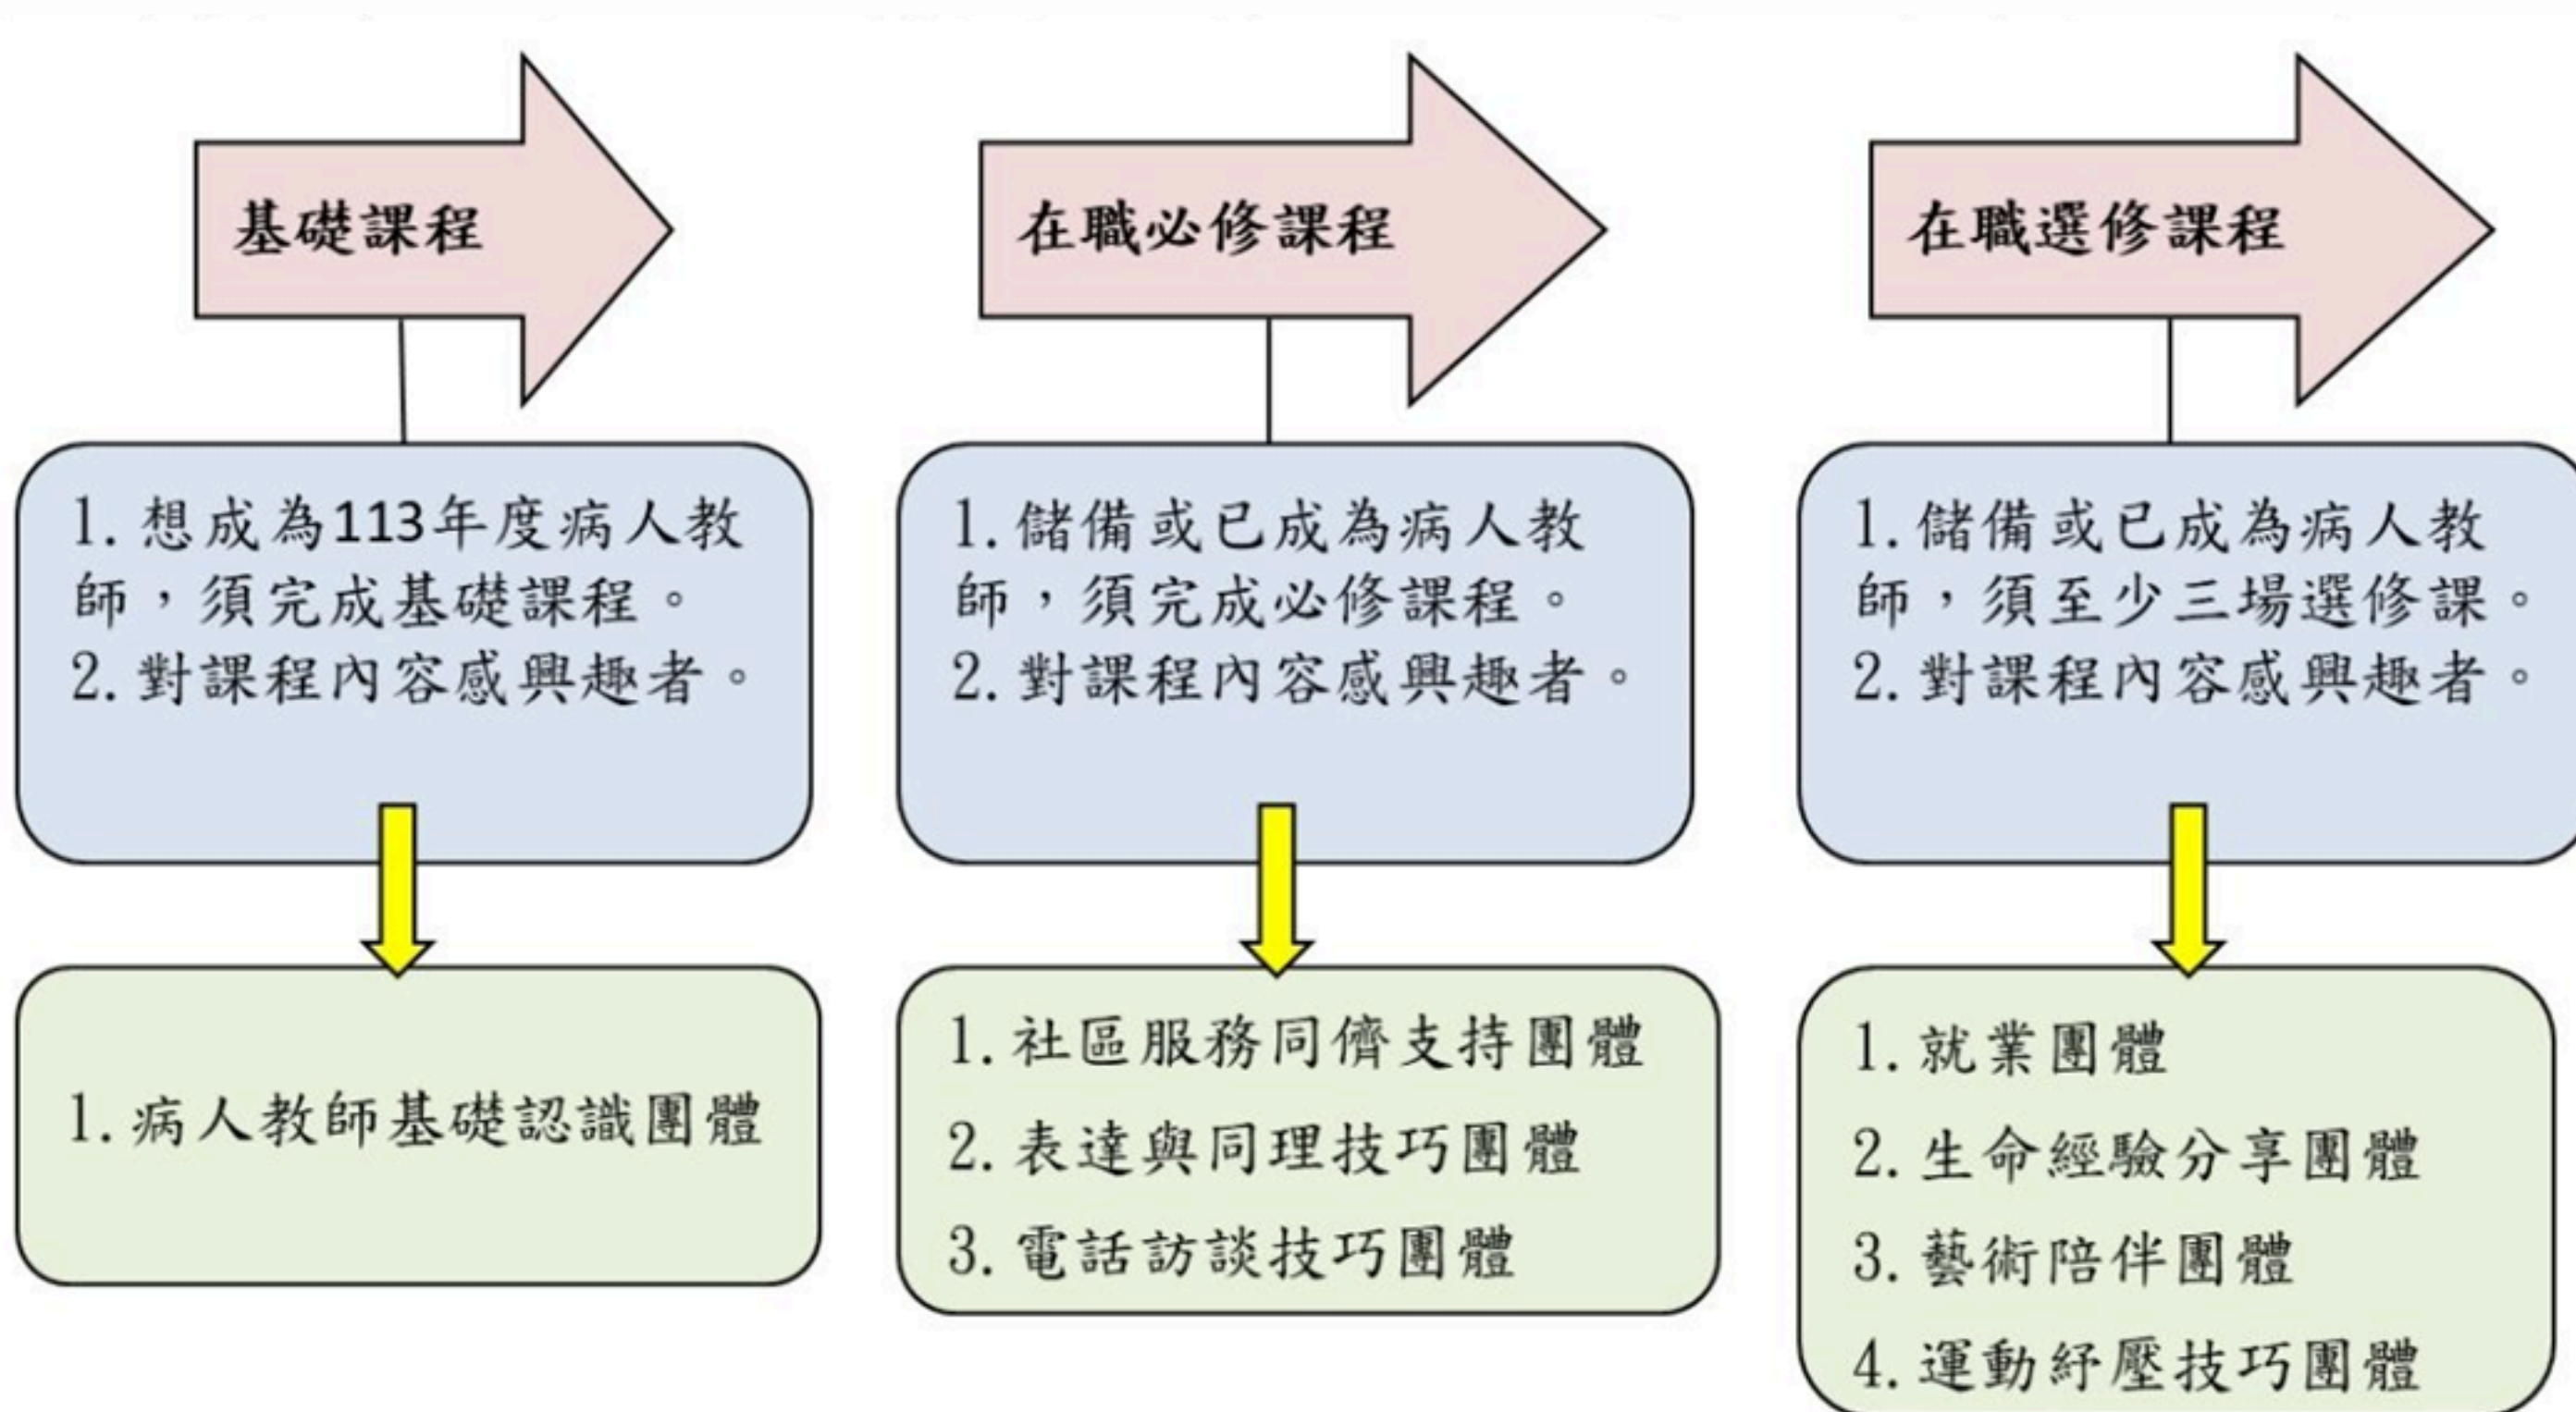 基礎課程
1. 想成為113年度病人教
師，須完成基礎課程。
2. 對課程內容感興趣者。
1. 病人教師基礎認識團體
在職必修課程
1. 儲備或已成為病人教
師，須完成必修課程。
2. 對課程內容感興趣者。
1. 社區服務同儕支持團體
2. 表達與同理技巧團體
3. 電話訪談技巧團體
在職選修課程
1. 儲備或已成為病人教
師，須至少三場選修課。
2. 對課程內容感興趣者。
1. 就業團體
2. 生命經驗分享團體
3. 藝術陪伴團體
4. 運動紓壓技巧團體